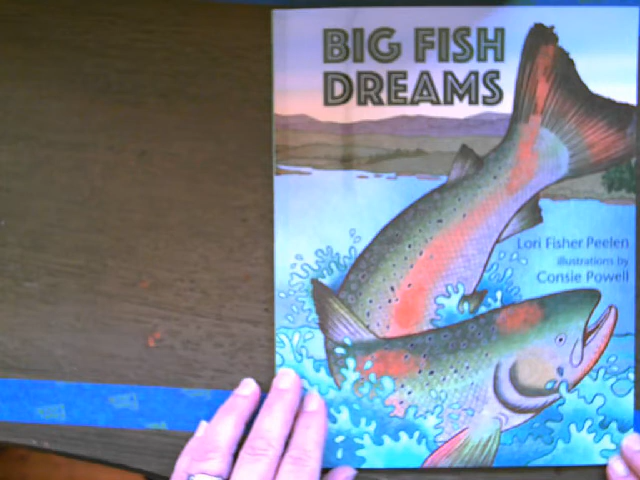 BIG FISH
DREAMS
Lori Fisher Peelen
illustrations by
Consie Powell